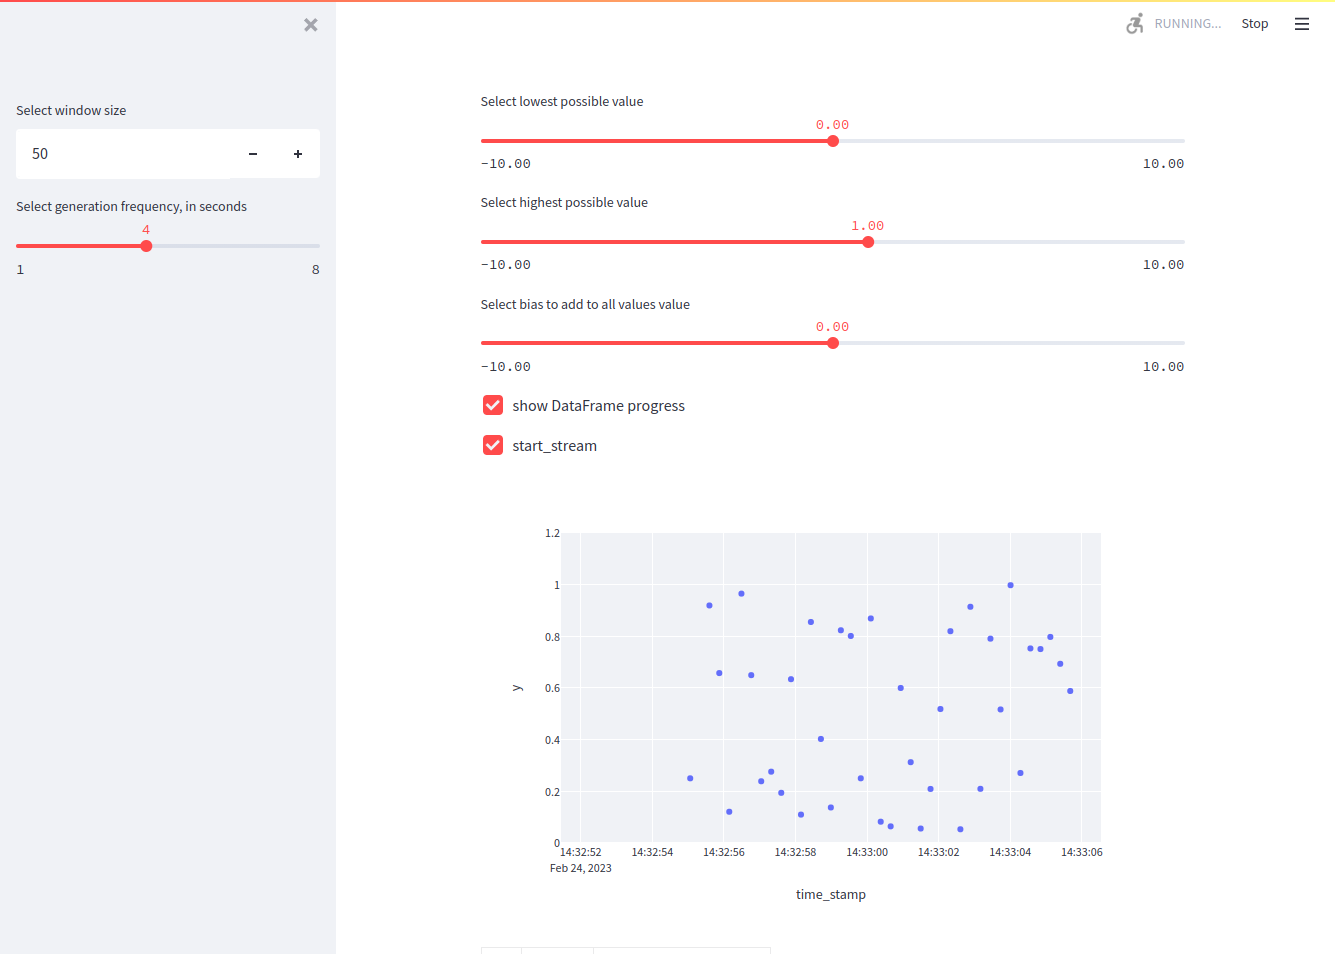 RUNNING...
Stop
Select window size
50
Select generation frequency, in seconds
4
1 8
Select lowest possible value
0.00
−10.00 10.00
Select highest possible value
1.00
−10.00 10.00
Select bias to add to all values value
0.00
−10.00 10.00
show DataFrame progress
start_stream
1.2
1
0.8
0.6
0.4
0.2
0
y
14:32:52 14:32:54 14:32:56 14:32:58 14:33:00 14:33:02 14:33:04 14:33:06
Feb 24, 2023
time_stamp